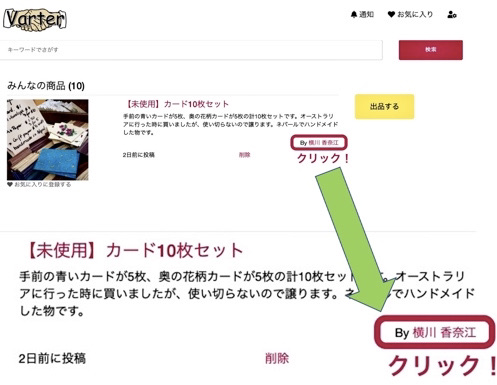 Varter
通知
お気に入り
キーワードでさがす
検索
みんなの商品 (10)
【未使用】カード10枚セット
出品する
手前の青いカードが5枚、奥の花柄カードが5枚の計10枚セットです。オーストラリ
アに行った時に買いましたが、使い切らないので譲ります。ネパールでハンドメイド
した物です。
By 横川 香奈江
クリック！
2日前に投稿
削除
お気に入りに登録する
【未使用】カード10枚セット
手前の青いカードが5枚、奥の花柄カードが5枚の計10枚セット す。オーストラリ
アに行った時に買いましたが、使い切らないので譲ります。ネ ールでハンドメイド
した物です。
By 横川 香奈江
2日前に投稿
削除
クリック！